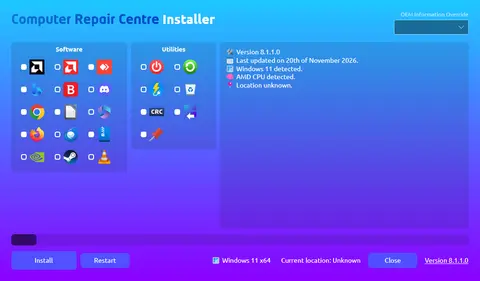 Computer Repair Centre Installer
OEM Information Override
Software
Utilities
Version 8.1.1.0
Last updated on 20th of November 2026.
Windows 11 detected.
AMD CPU detected.
Location unknown.
CRC
Install
Restart
Windows 11 x64
Current location: Unknown
Close
Version 8.1.1.0